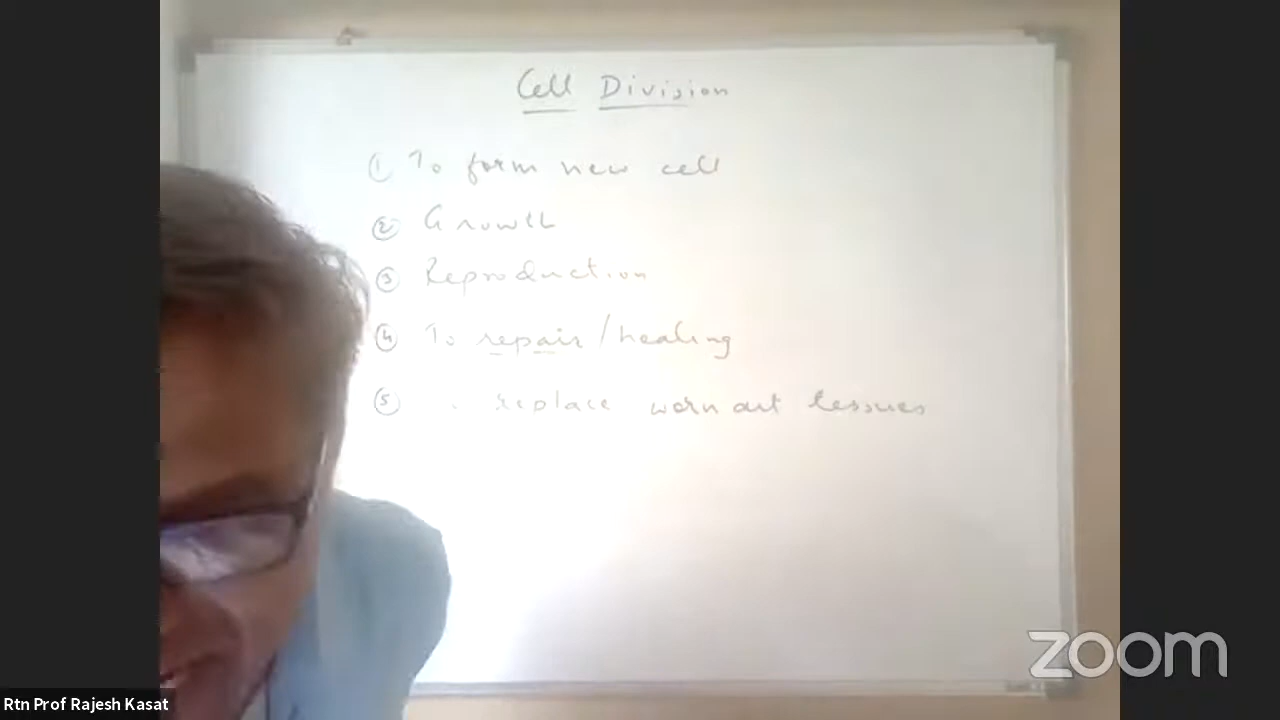 Cell Division
① To form new cell
② Growth
③ Reproduction
④ To repair/healing
⑤ . replace worn out tessues
zoom
Rtn Prof Rajesh Kasat